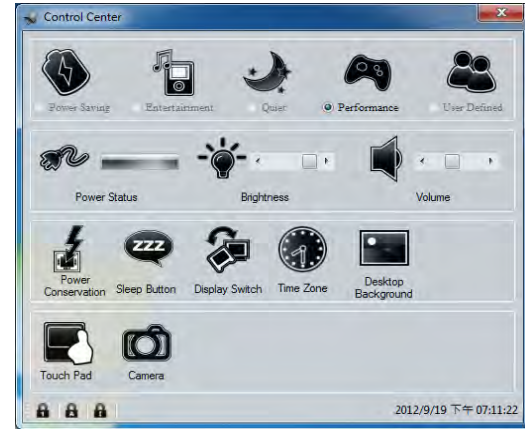 Control Center
Power Saving Entertainment Quiet Performance User Defined
Power Status Brightness Volume
zzz
Power Conservation Sleep Button Display Switch Time Zone Desktop Background
Touch Pad Camera
2012/9/19 下午 07:11:22